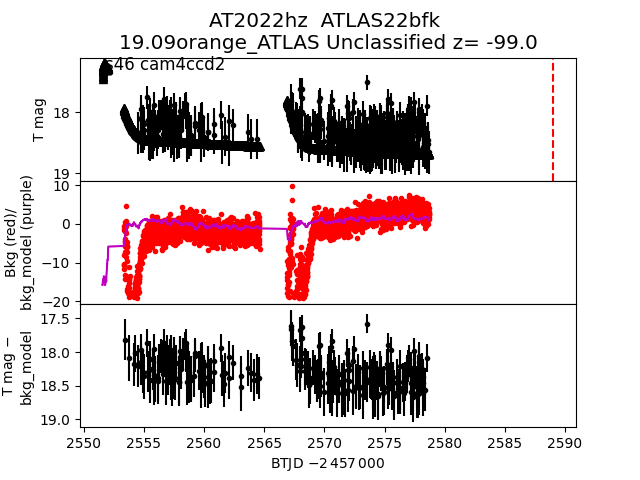 AT2022hz  ATLAS22bfk
19.09orange_ATLAS Unclassified z= -99.0
s46 cam4ccd2
T mag
18
19
Bkg (red)/
bkg_model (purple)
10
0
−10
−20
T mag −
bkg_model
17.5
18.0
18.5
19.0
2550 2555 2560 2565 2570 2575 2580 2585 2590
BTJD −2 457 000